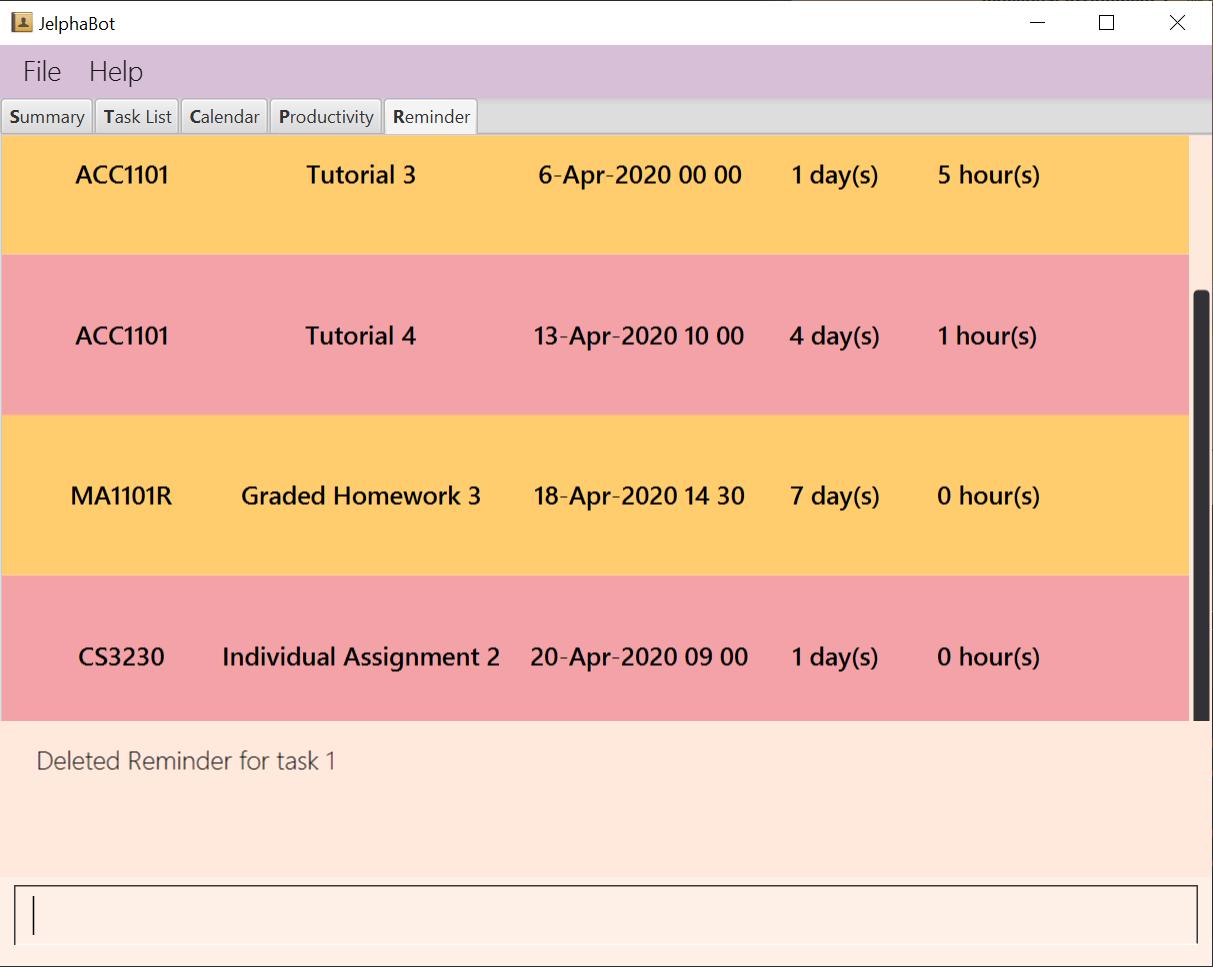 JelphaBot
File Help
Summary Task List Calendar Productivity Reminder
ACC1101 Tutorial 3 6-Apr-2020 00 00 1 day(s) 5 hour(s)
ACC1101 Tutorial 4 13-Apr-2020 10 00 4 day(s) 1 hour(s)
MA1101R Graded Homework 3 18-Apr-2020 14 30 7 day(s) 0 hour(s)
CS3230 Individual Assignment 2 20-Apr-2020 09 00 1 day(s) 0 hour(s)
Deleted Reminder for task 1